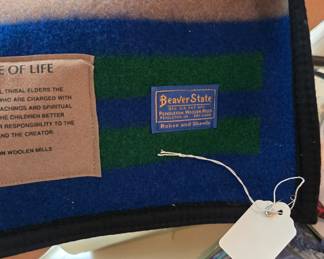 E OF LIFE
L TRIBAL ELDERS THE
WHO ARE CHARGED WITH
TEACHINGS AND SPIRITUAL
THE CHILDREN BETTER
R RESPONSIBILITY TO THE
AND THE CREATOR.
ON WOOLEN MILLS
Beaver State
PENDLETON WOOLEN MILLS
Robes and Shawls